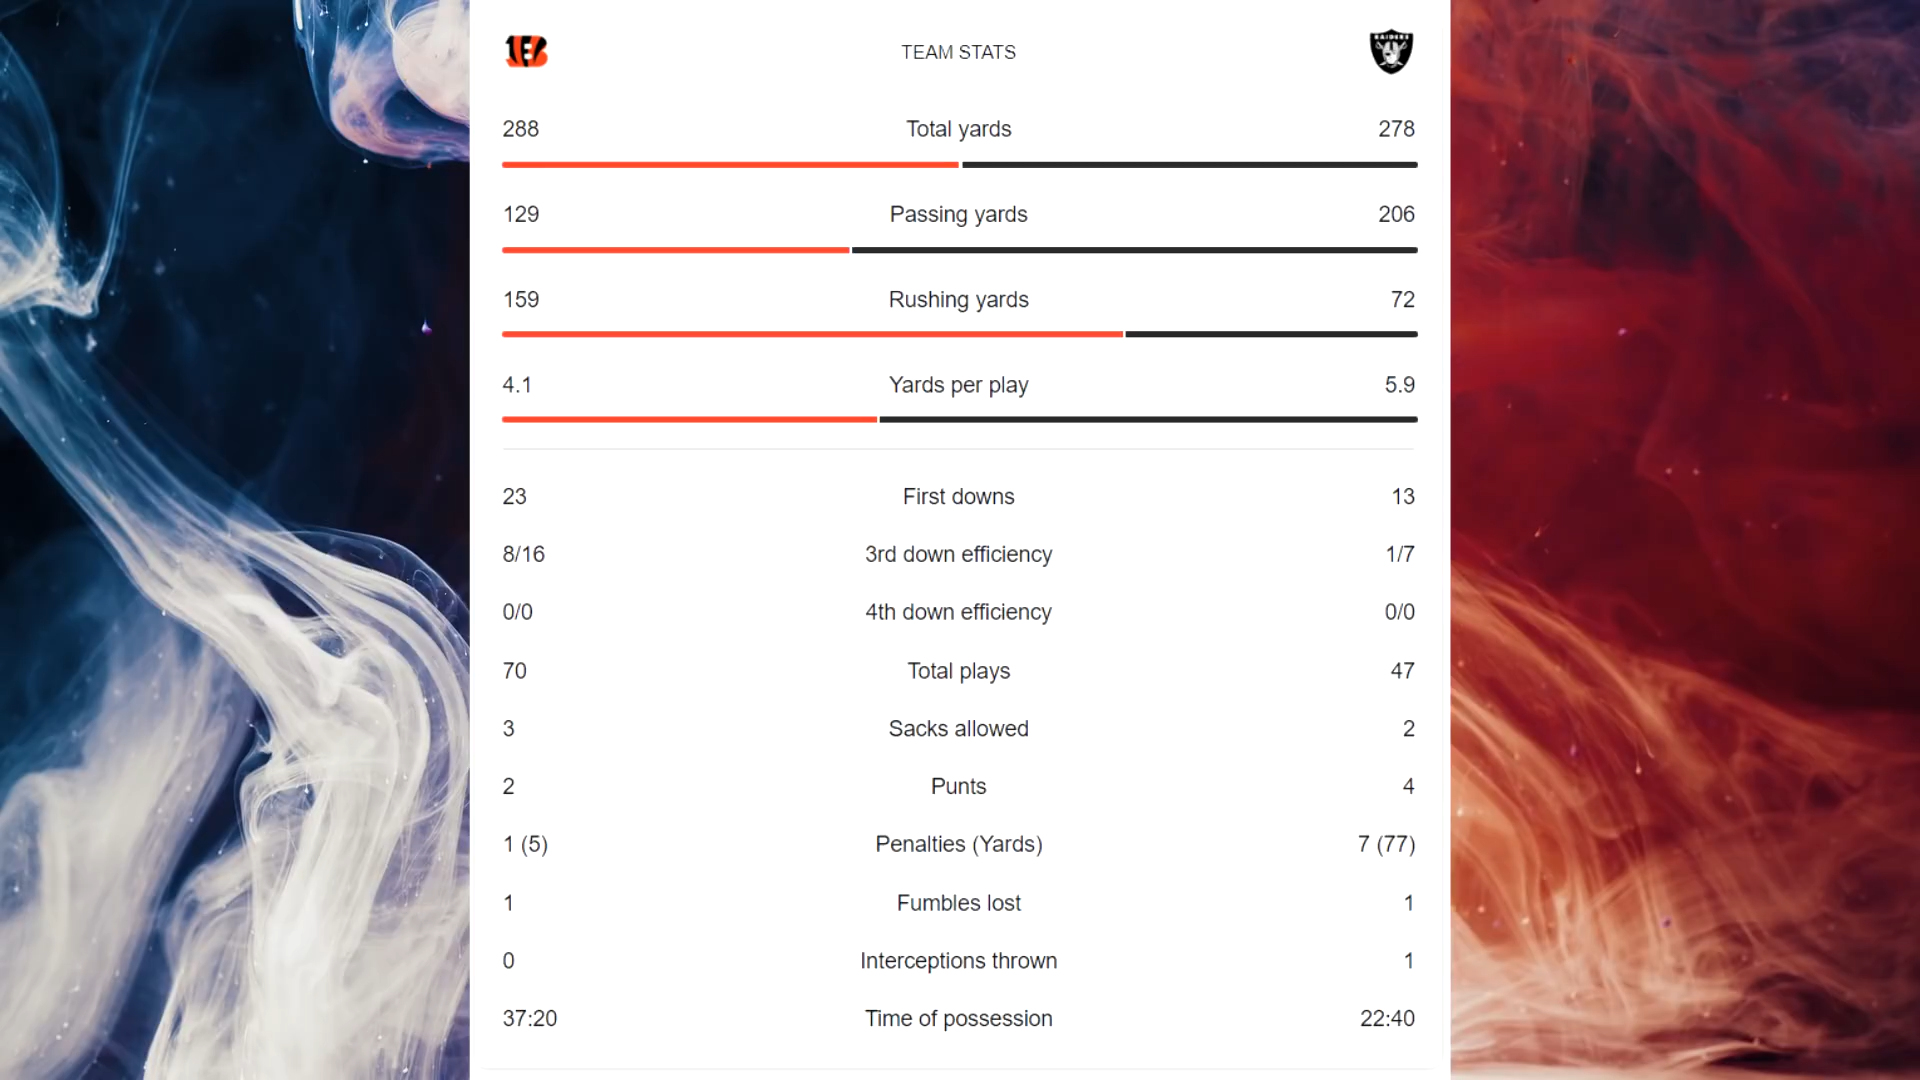 RAIDERS
TEAM STATS
288 Total yards 278
129 Passing yards 206
159 Rushing yards 72
4.1 Yards per play 5.9
23 First downs 13
8/16 3rd down efficiency 1/7
0/0 4th down efficiency 0/0
70 Total plays 47
3 Sacks allowed 2
2 Punts 4
1 (5) Penalties (Yards) 7 (77)
1 Fumbles lost 1
0 Interceptions thrown 1
37:20 Time of possession 22:40